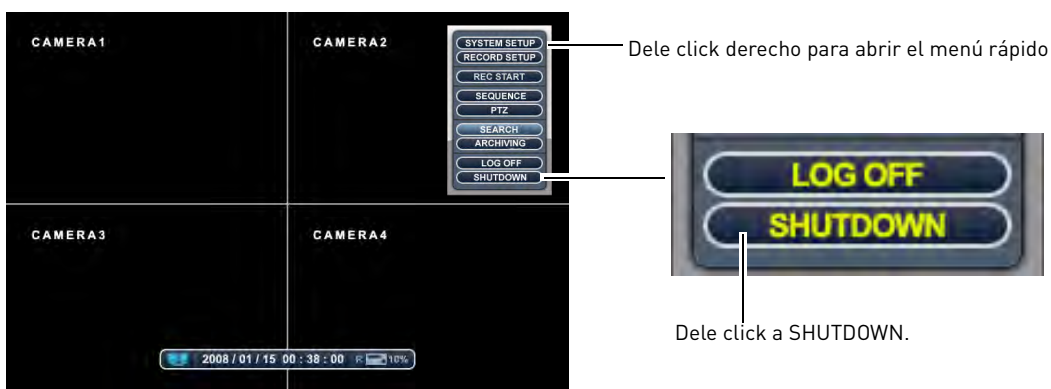 CAMERA1
CAMERA2
SYSTEM SETUP
RECORD SETUP
REC START
SEQUENCE
PTZ
SEARCH
ARCHIVING
LOG OFF
SHUTDOWN
Dele click derecho para abrir el menú rápido
LOG OFF
SHUTDOWN
Dele click a SHUTDOWN.
CAMERA3
CAMERA4
2008 / 01 / 15 00 : 38 : 00 R 10%